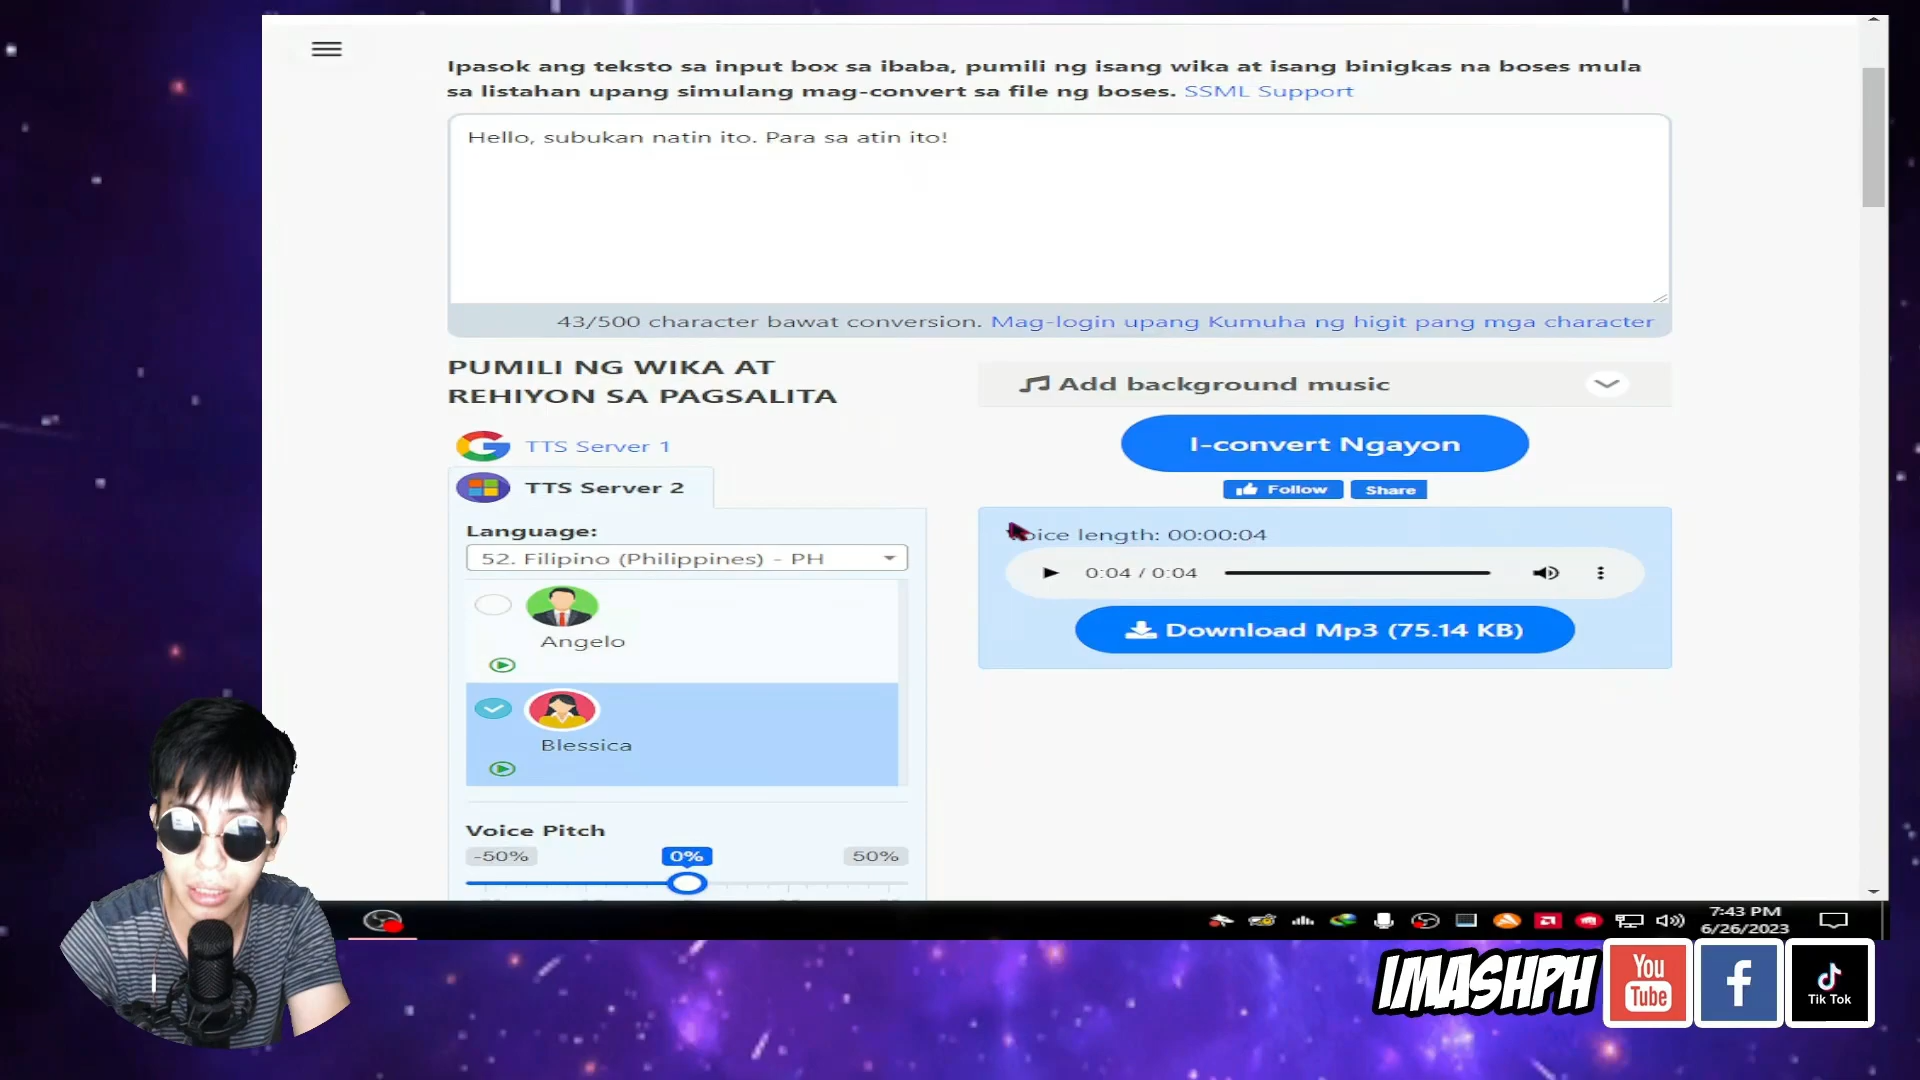 Ipasok ang teksto sa input box sa ibaba, pumili ng isang wika at isang binigkas na boses mula
sa listahan upang simulang mag-convert sa file ng boses. SSML Support
Hello, subukan natin ito. Para sa atin ito!
43/500 character bawat conversion. Mag-login upang Kumuha ng higit pang mga character
PUMILI NG WIKA AT
REHIYON SA PAGSALITA
TTS Server 1
TTS Server 2
Language:
52. Filipino (Philippines) - PH
Angelo
Blessica
Voice Pitch
-50%
0%
50%
Add background music
I-convert Ngayon
Follow
Share
length: 00:00:04
0:04 / 0:04
Download Mp3 (75.14 KB)
7:43 PM
6/26/2023
IMASHPH
You
Tube
f
Tik Tok